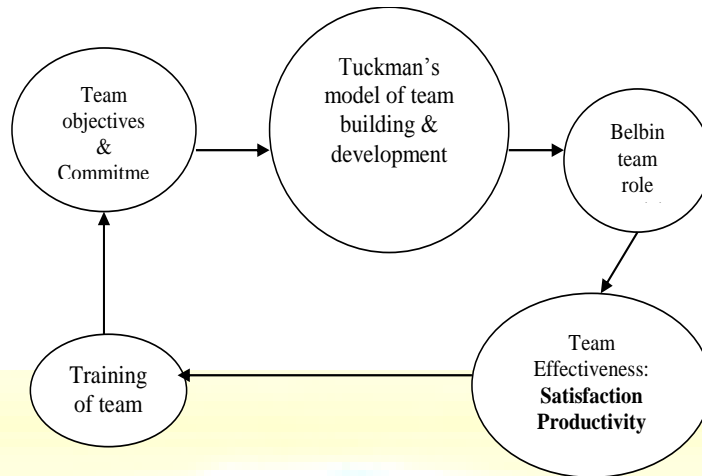 Team
objectives
&
Commitme
Tuckman's
model of team
building &
development
Belbin
team
role
Team
Effectiveness:
Satisfaction
Productivity
Training
of team